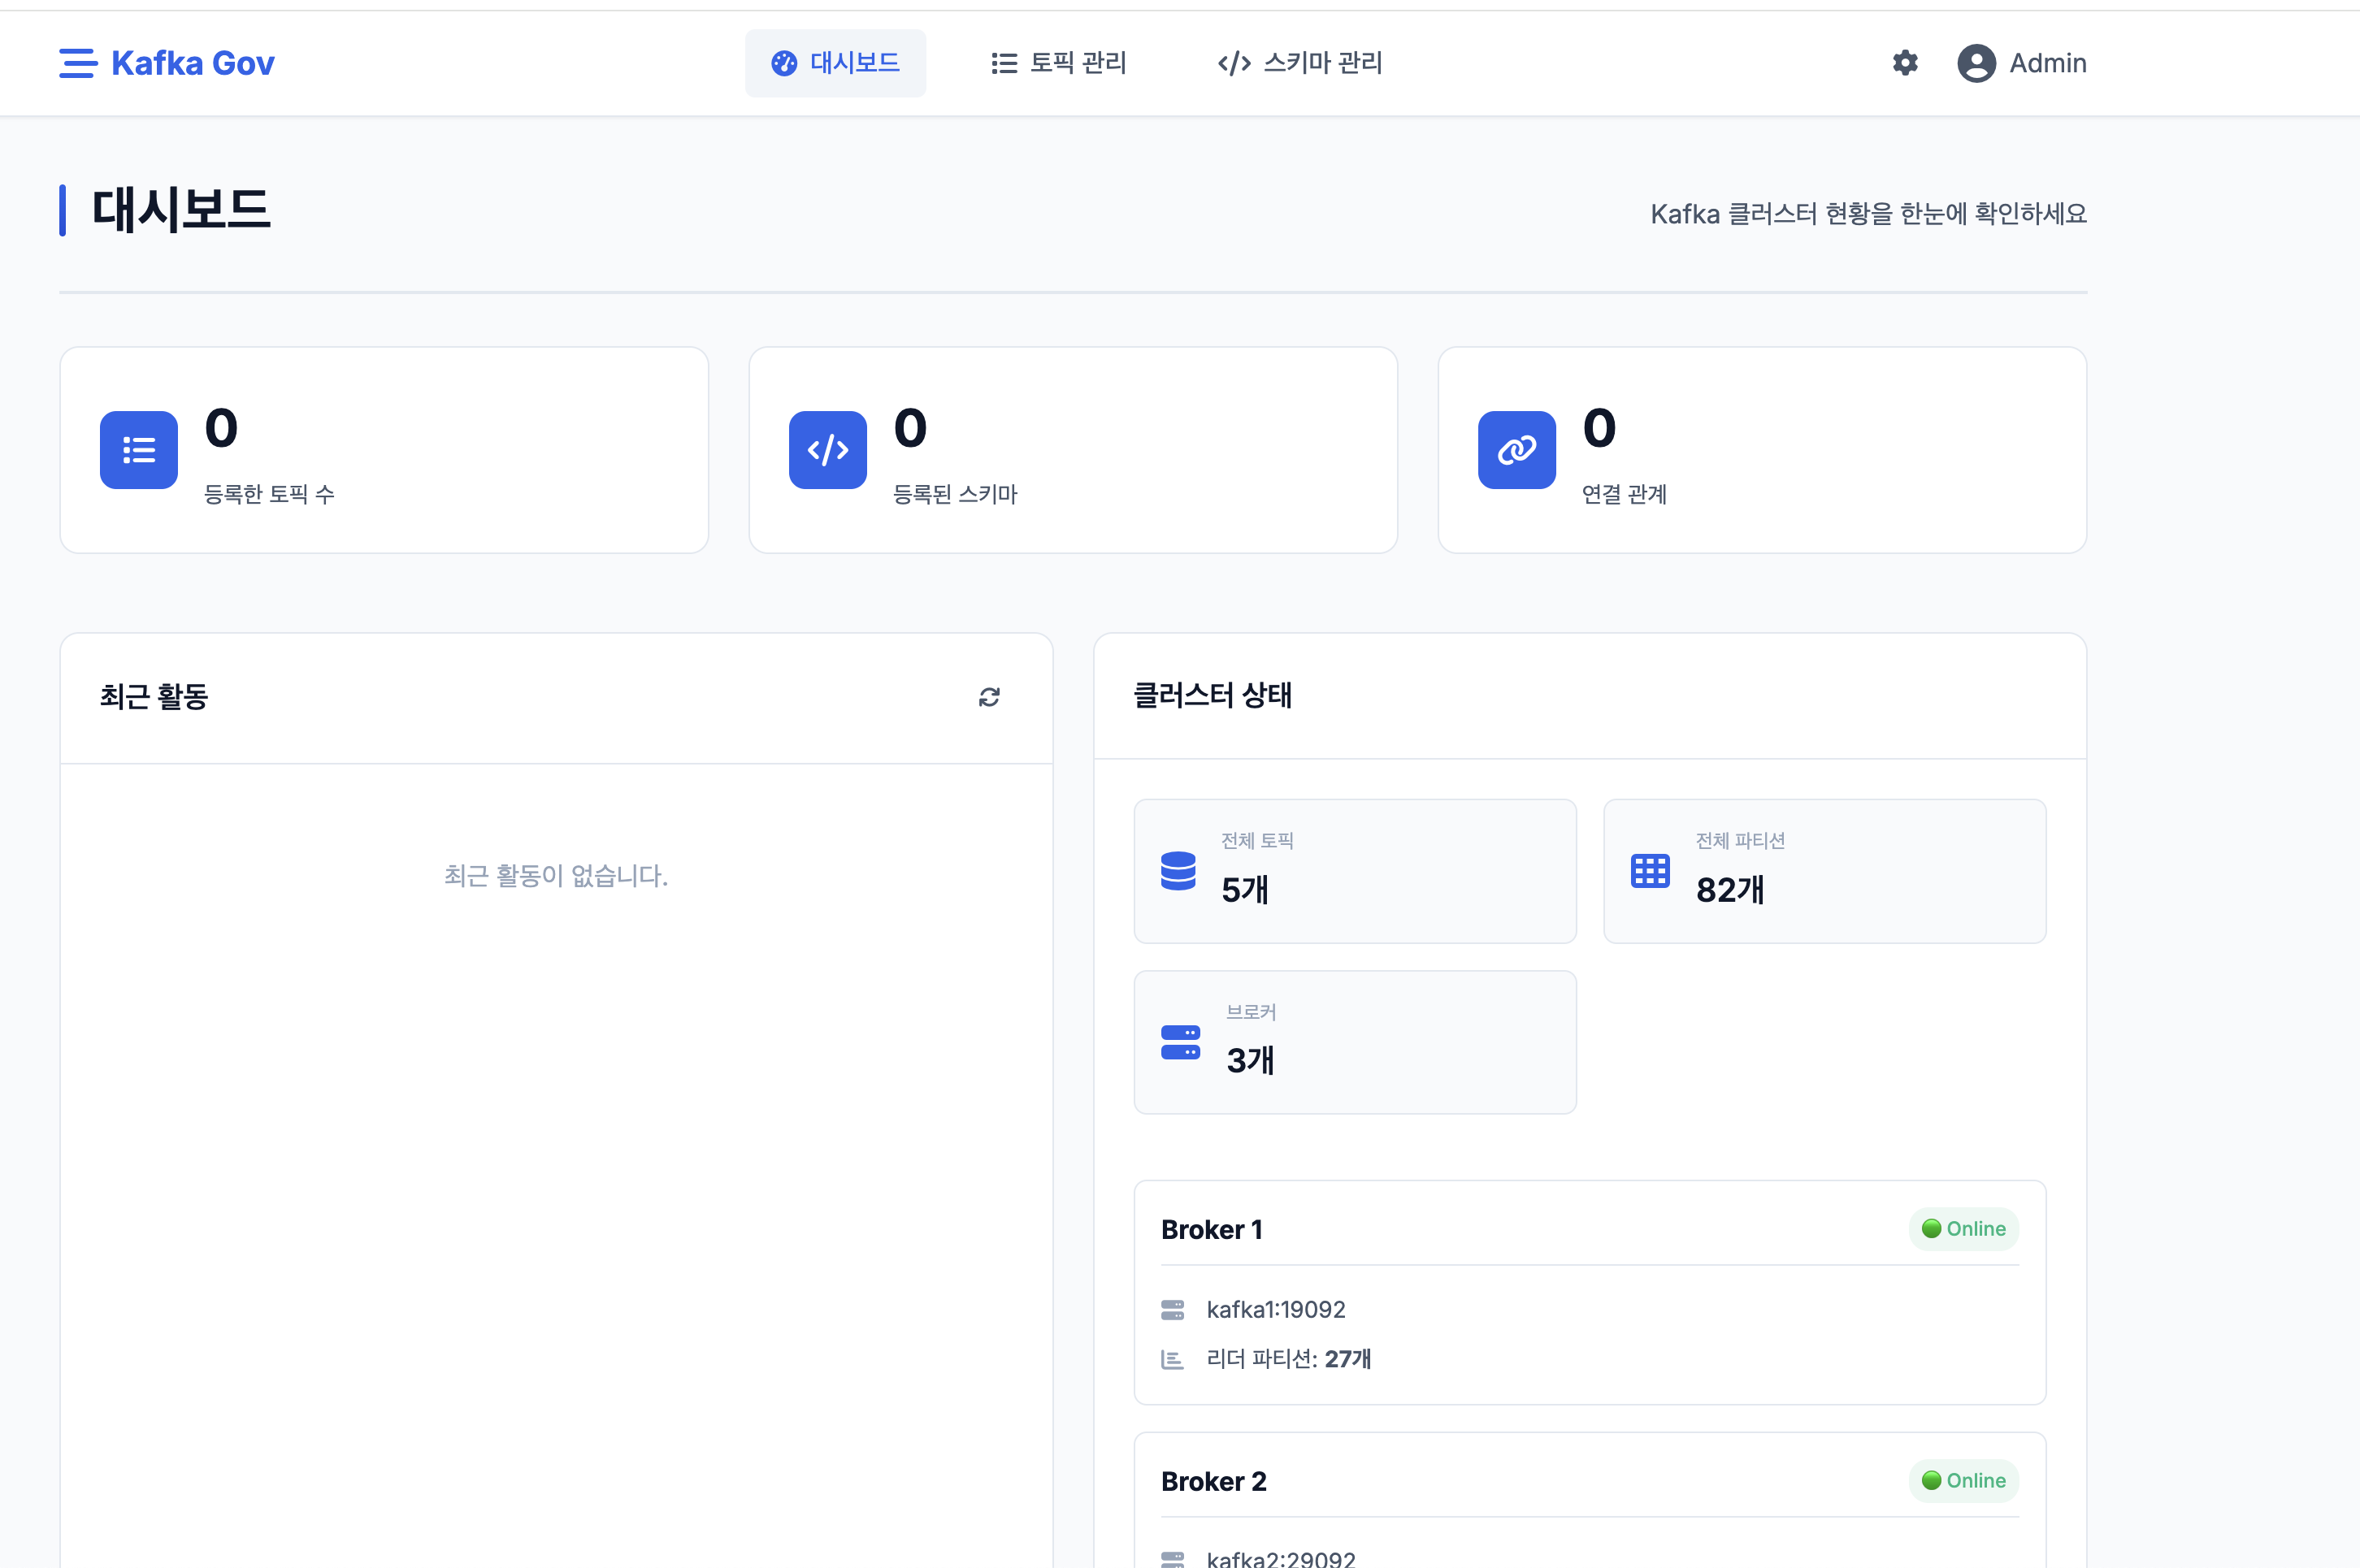 Kafka Gov
대시보드
토픽 관리
스키마 관리
Admin
대시보드
Kafka 클러스터 현황을 한눈에 확인하세요
0
등록한 토픽 수
0
등록된 스키마
0
연결 관계
최근 활동
최근 활동이 없습니다.
클러스터 상태
전체 토픽
5개
전체 파티션
82개
브로커
3개
Broker 1
Online
kafka1:19092
리더 파티션: 27개
Broker 2
Online
kafka2:29092